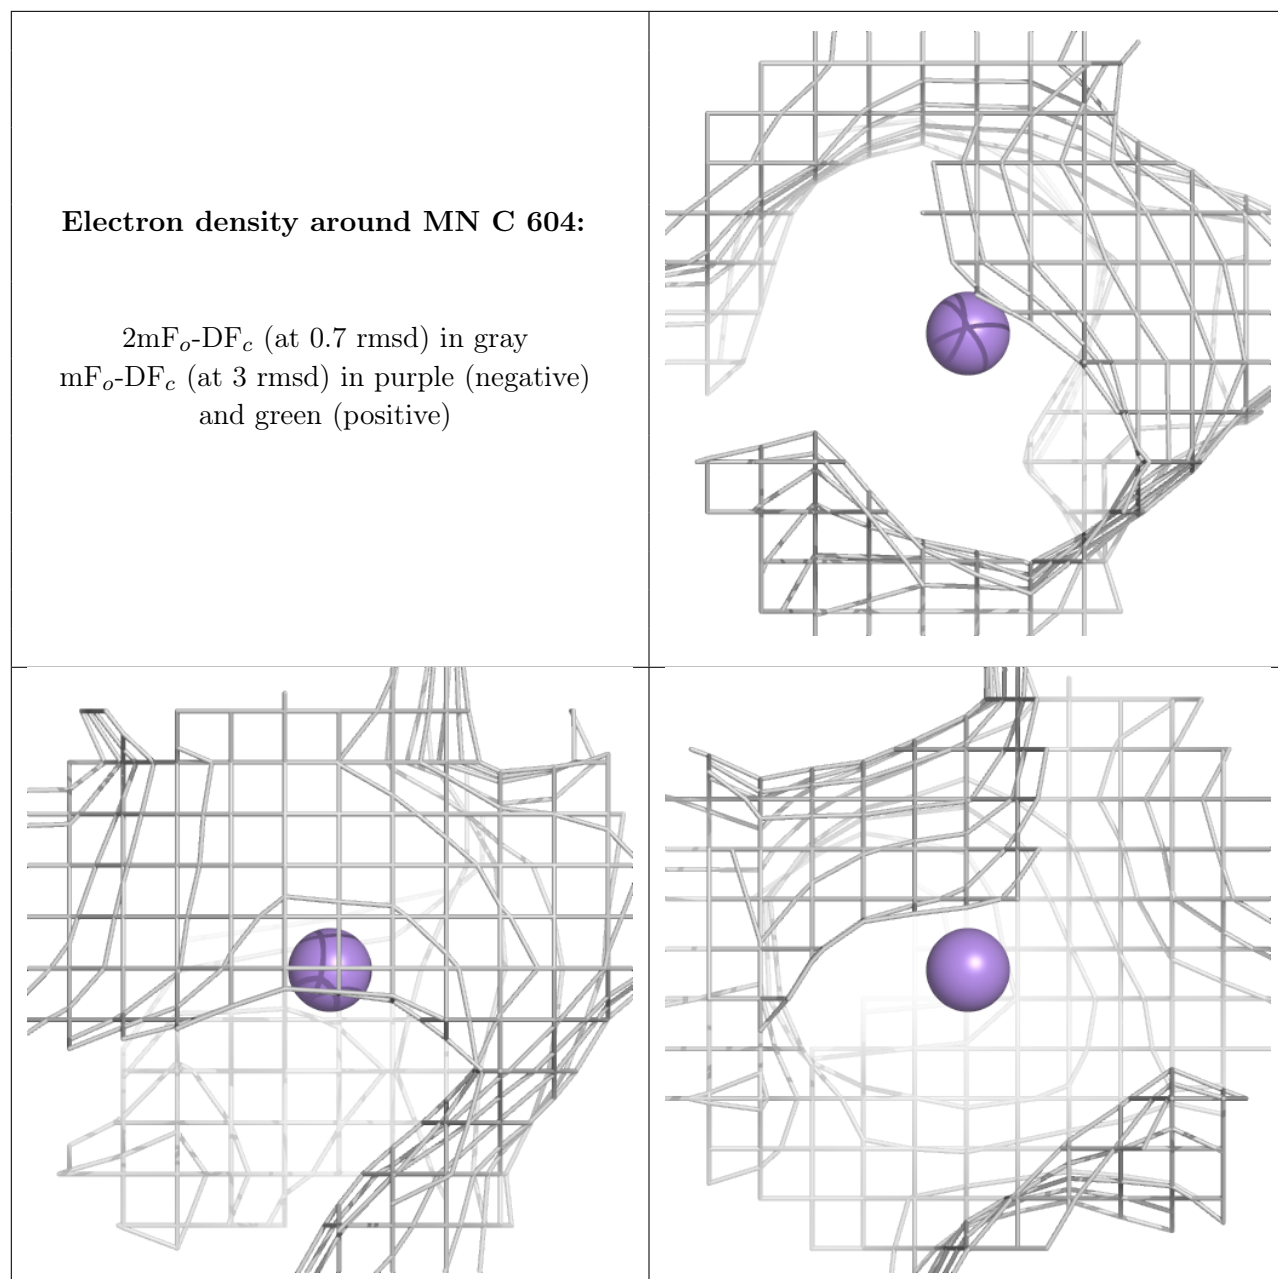 Electron density around MN C 604:
2mFo-DFc (at 0.7 rmsd) in gray
mFo-DFc (at 3 rmsd) in purple (negative)
and green (positive)